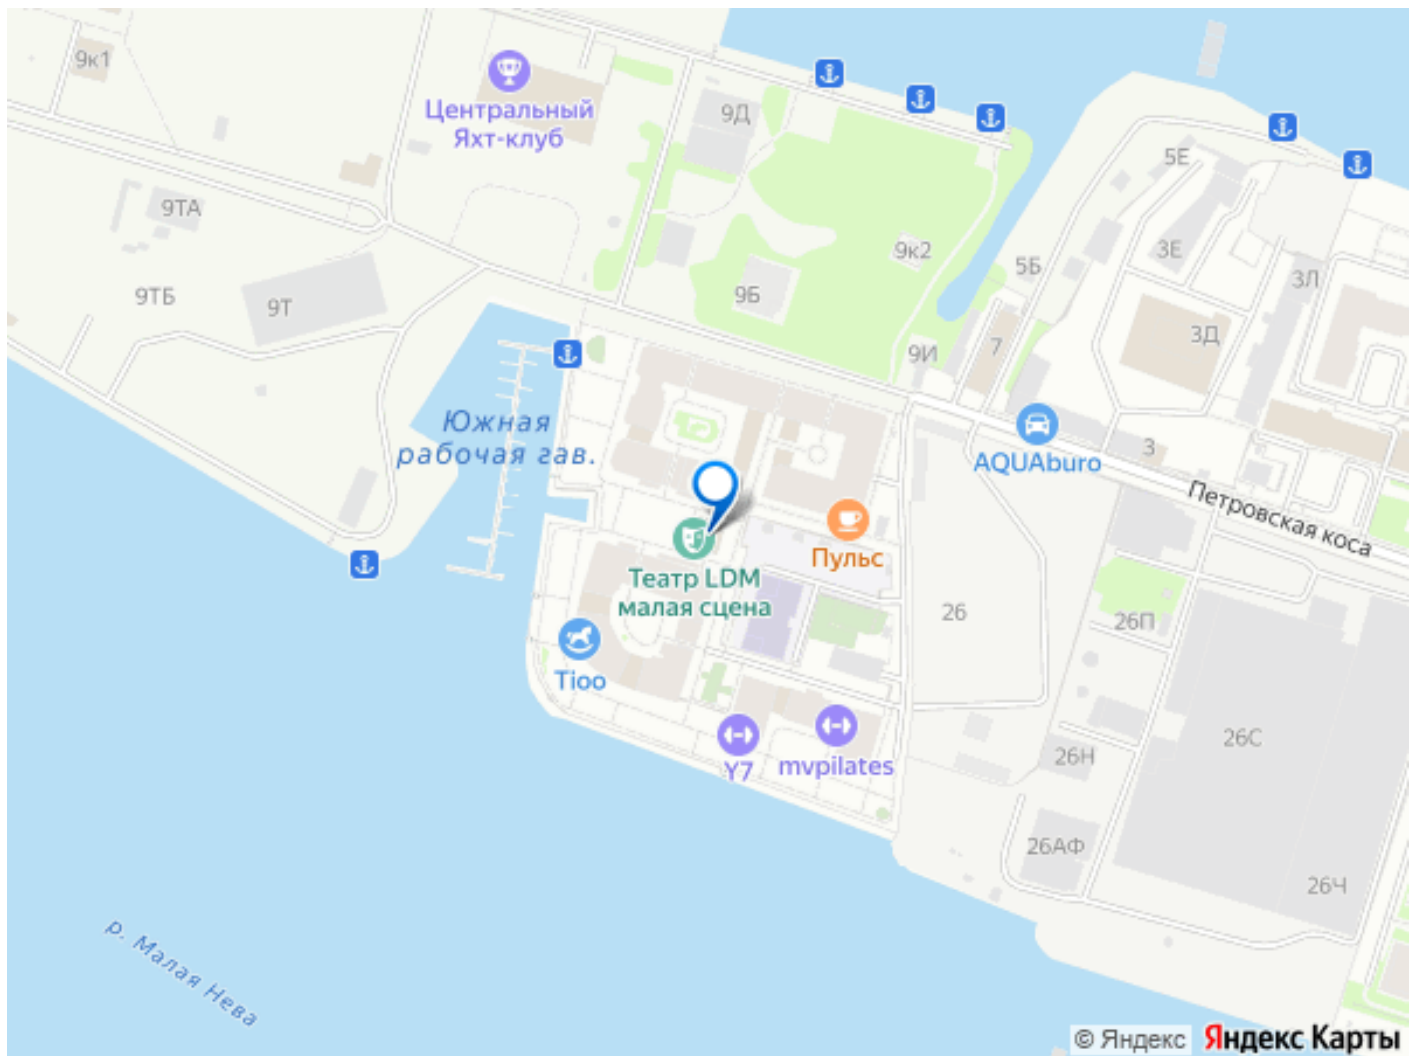 9к1
Центральный
Яхт-клуб
9Д
5Е
9ТА
9к2
3Е
5Б
3Л
9ТБ
9Т
9Б
3Д
7
9И
Южная
рабочая гав.
3
AQUAburo
Петровская коса
Пульс
Театр LDM
малая сцена
26
26П
Tioo
Y7
mvpilates
26Н
26С
26АФ
26Ч
р. Малая Нева
© Яндекс Яндекс Карты